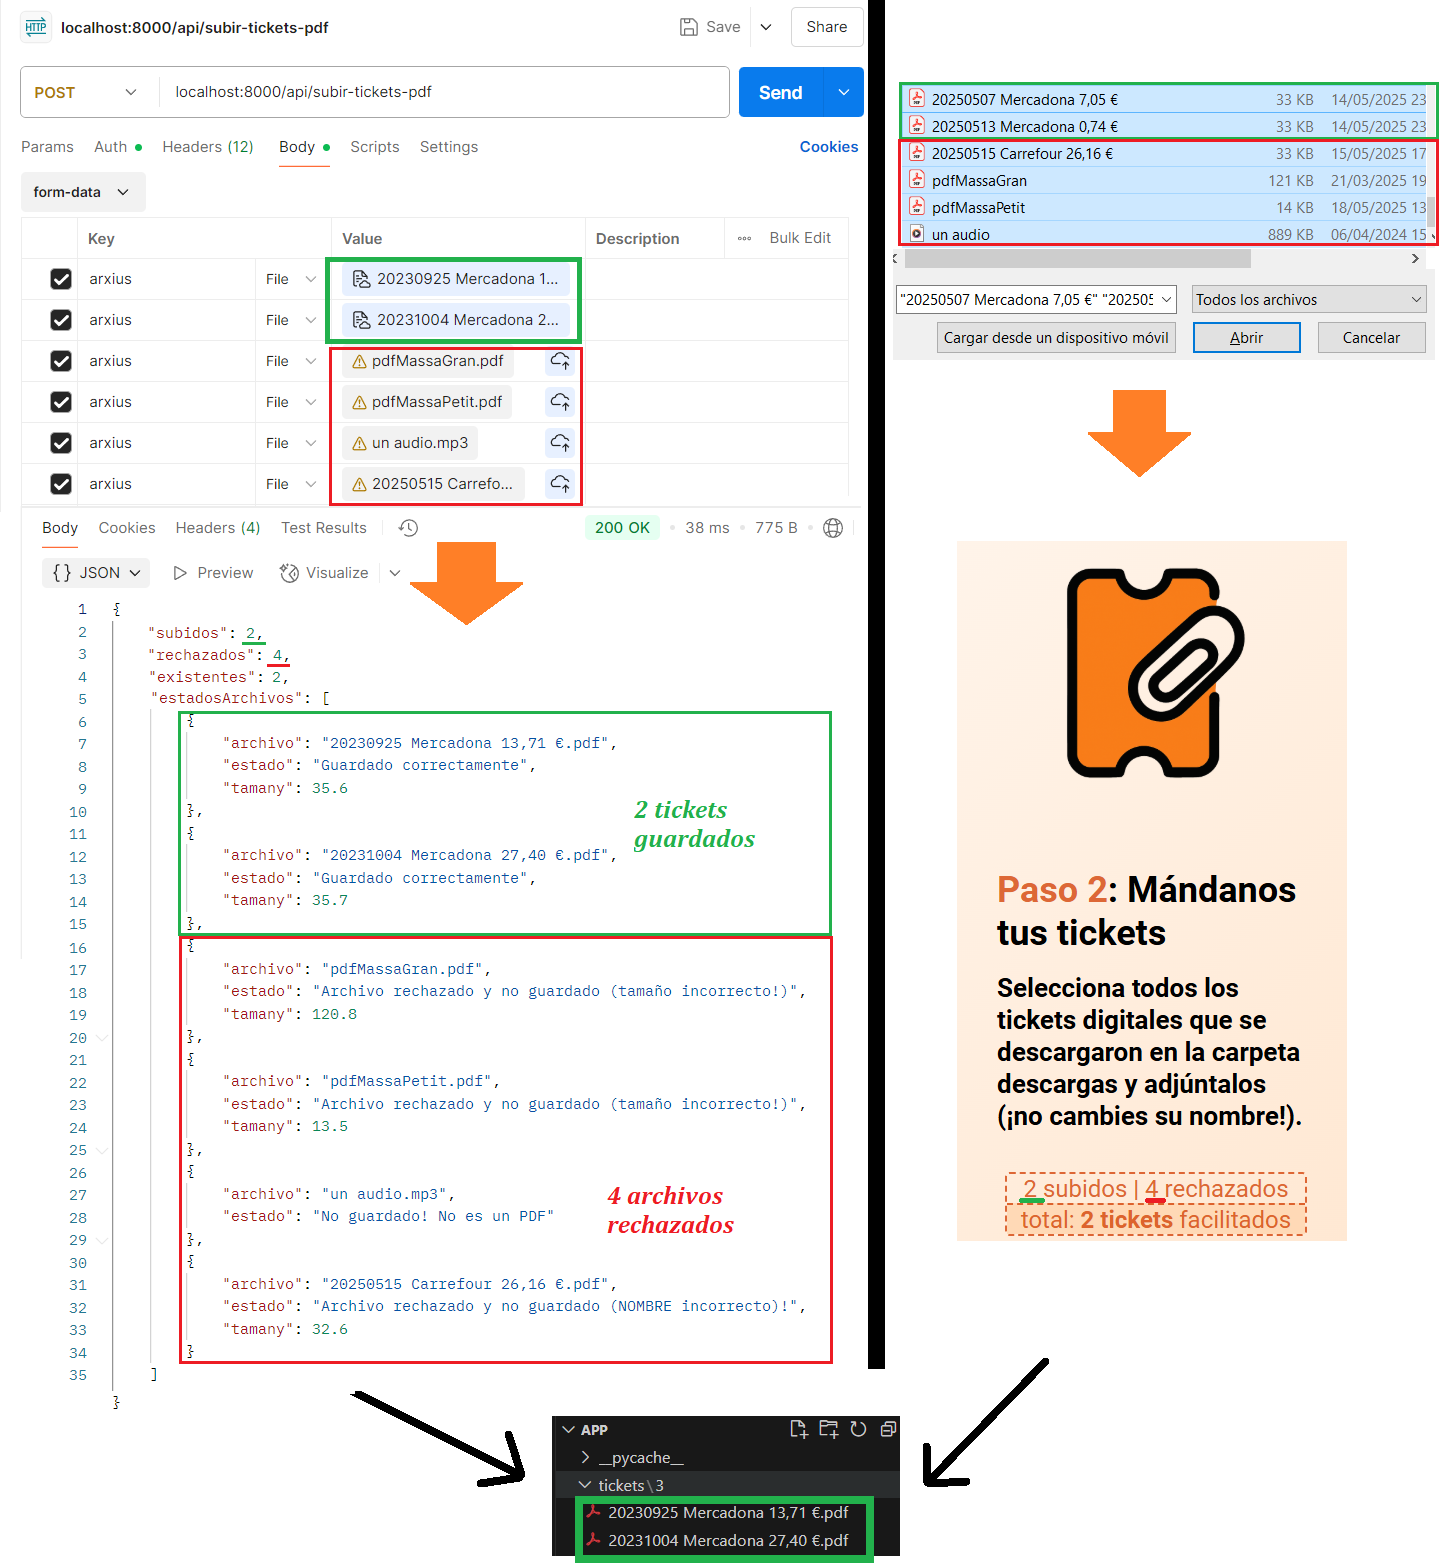 HTTP
localhost:8000/api/subir-tickets-pdf
Save
Share
POST
localhost:8000/api/subir-tickets-pdf
Send
Params Auth Headers (12) Body Scripts Settings Cookies
form-data
Key Value Description Bulk Edit
arxius File 20230925 Mercadona 1...
arxius File 20231004 Mercadona 2...
arxius File pdfMassaGran.pdf
arxius File pdfMassaPetit.pdf
arxius File un audio.mp3
arxius File 20250515 Carrefo...
Body Cookies Headers (4) Test Results 200 OK 38 ms 775 B
{} JSON Preview Visualize
1 {
2 "subidos": 2,
3 "rechazados": 4,
4 "existentes": 2,
5 "estadosArchivos": [
6 {
7 "archivo": "20230925 Mercadona 13,71 €.pdf",
8 "estado": "Guardado correctamente",
9 "tamany": 35.6
10 },
11 {
12 "archivo": "20231004 Mercadona 27,40 €.pdf",
13 "estado": "Guardado correctamente",
14 "tamany": 35.7
15 },
16 {
17 "archivo": "pdfMassaGran.pdf",
18 "estado": "Archivo rechazado y no guardado (tamaño incorrecto!)",
19 "tamany": 120.8
20 },
21 {
22 "archivo": "pdfMassaPetit.pdf",
23 "estado": "Archivo rechazado y no guardado (tamaño incorrecto!)",
24 "tamany": 13.5
25 },
26 {
27 "archivo": "un audio.mp3",
28 "estado": "No guardado! No es un PDF"
29 },
30 {
31 "archivo": "20250515 Carrefour 26,16 €.pdf",
32 "estado": "Archivo rechazado y no guardado (NOMBRE incorrecto)!",
33 "tamany": 32.6
34 }
35 ]
}
2 tickets
guardados
4 archivos
rechazados
20250507 Mercadona 7,05 € 33 KB 14/05/2025 23
20250513 Mercadona 0,74 € 33 KB 14/05/2025 23
20250515 Carrefour 26,16 € 33 KB 15/05/2025 17
pdfMassaGran 121 KB 21/03/2025 19
pdfMassaPetit 14 KB 18/05/2025 13
un audio 889 KB 06/04/2024 15
"20250507 Mercadona 7,05 €" "202505 Todos los archivos
Cargar desde un dispositivo móvil Abrir Cancelar
Paso 2: Mándanos
tus tickets
Selecciona todos los
tickets digitales que se
descargaron en la carpeta
descargas y adjúntalos
(¡no cambies su nombre!).
2 subidos | 4 rechazados
total: 2 tickets facilitados
APP
__pycache__
tickets\3
20230925 Mercadona 13,71 €.pdf
20231004 Mercadona 27,40 €.pdf